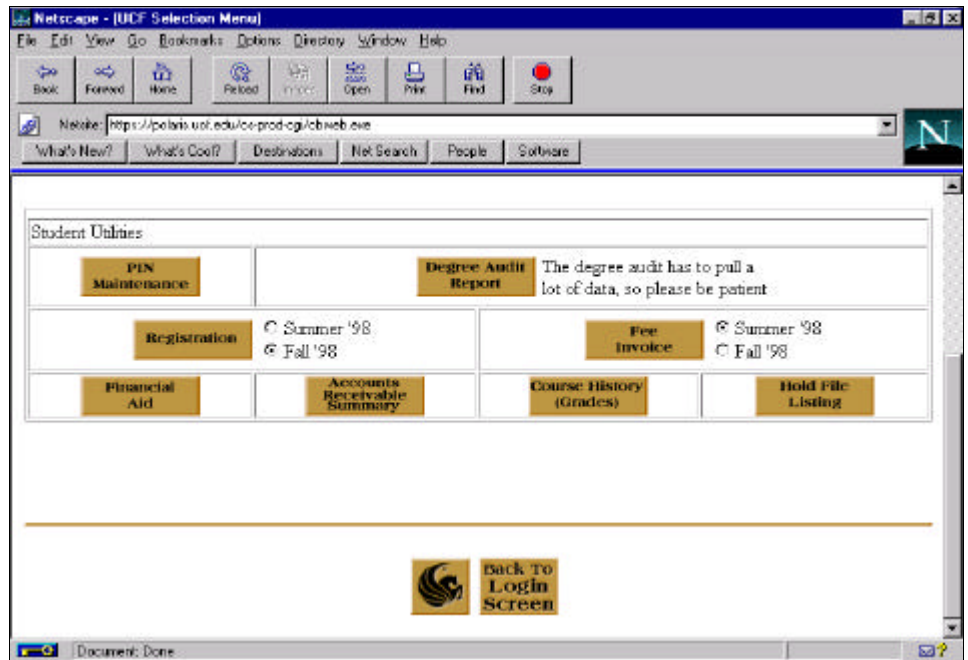 Netscape - [UCF Selection Menu]
File Edit View Go Bookmarks Options Directory Window Help
Back Forward Home Reload Images Open Print Find Stop
Netsite: https://polaris.ucf.edu/cc-prod-cgi/cbweb.exe
What's New? What's Cool? Destinations Net Search People Software
Student Utilities
PIN
Maintenance
Degree Audit
Report
The degree audit has to pull a
lot of data, so please be patient
Registration
Summer '98
Fall '98
Fee
Invoice
Summer '98
Fall '98
Financial
Aid
Accounts
Receivable
Summary
Course History
(Grades)
Hold File
Listing
Back To
Login
Screen
Document: Done